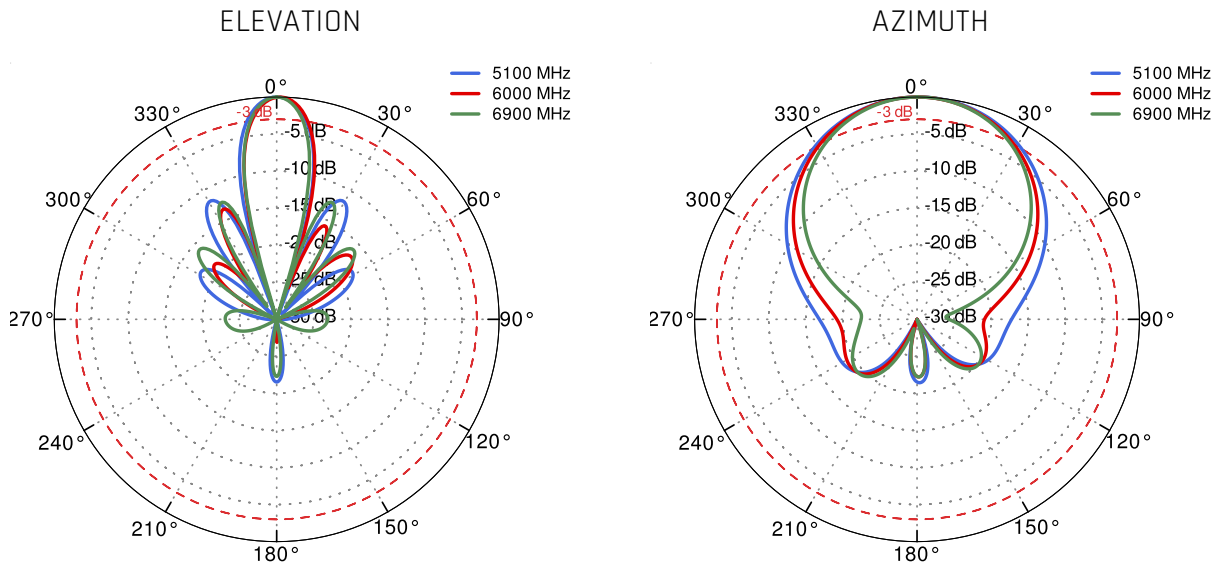 ELEVATION
5100 MHz
6000 MHz
6900 MHz
0°
30°
60°
90°
120°
150°
180°
210°
240°
270°
300°
330°
-3 dB
-5 dB
-10 dB
-15 dB
-20 dB
-25 dB
-30 dB
AZIMUTH
5100 MHz
6000 MHz
6900 MHz
0°
30°
60°
90°
120°
150°
180°
210°
240°
270°
300°
330°
-3 dB
-5 dB
-10 dB
-15 dB
-20 dB
-25 dB
-30 dB